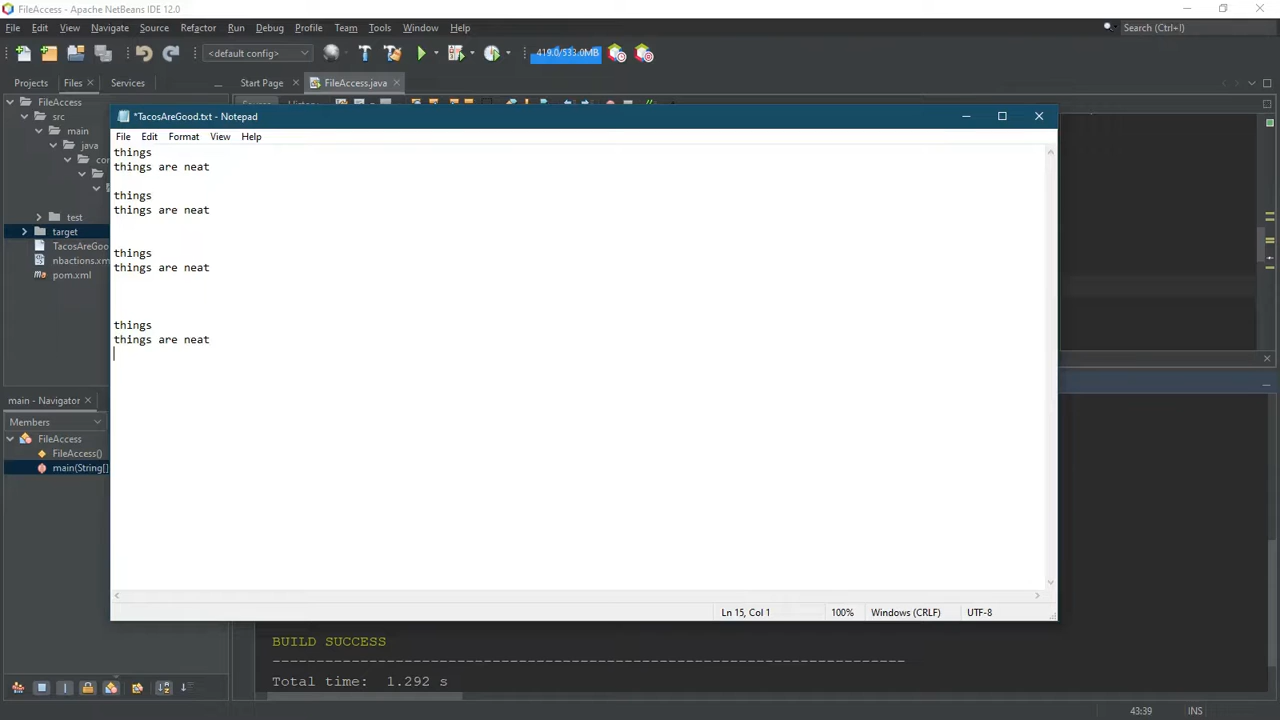 FileAccess - Apache NetBeans IDE 12.0
File Edit View Navigate Source Refactor Run Debug Profile Team Tools Window Help
Search (Ctrl+I)
<default config>
419.0/533.0MB
Projects Files Services
Start Page FileAccess.java
FileAccess
src
main
java
test
target
nbactions.xm
pom.xml
*TacosAreGood.txt - Notepad
File Edit Format View Help
things
things are neat
things
things are neat
things
things are neat
things
things are neat
Ln 15, Col 1 100% Windows (CRLF) UTF-8
main - Navigator
Members
FileAccess
FileAccess()
main(String[]
BUILD SUCCESS
------------------------------------------------------------------------
Total time: 1.292 s
43:39 INS